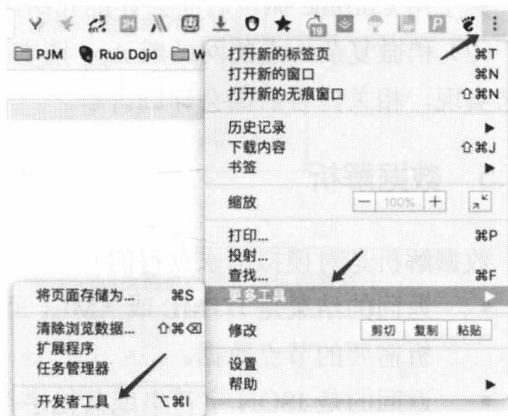 19
PJM Ruo Dojo W
打开新的标签页 ⌘T
打开新的窗口 ⌘N
打开新的无痕窗口 ⇧⌘N
历史记录 ▶
下载内容 ⇧⌘J
书签 ▶
缩放 − 100% +
打印... ⌘P
投射...
查找... ⌘F
更多工具 ▶
修改 剪切 复制 粘贴
设置
帮助 ▶
将页面存储为... ⌘S
清除浏览数据... ⇧⌘⌫
扩展程序
任务管理器
开发者工具 ⌥⌘I